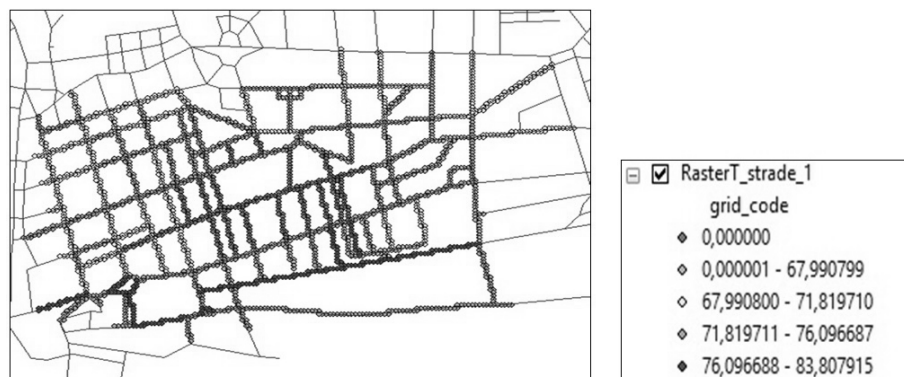 RasterT_strade_1
grid_code
0,000000
0,000001 - 67,990799
67,990800 - 71,819710
71,819711 - 76,096687
76,096688 - 83,807915